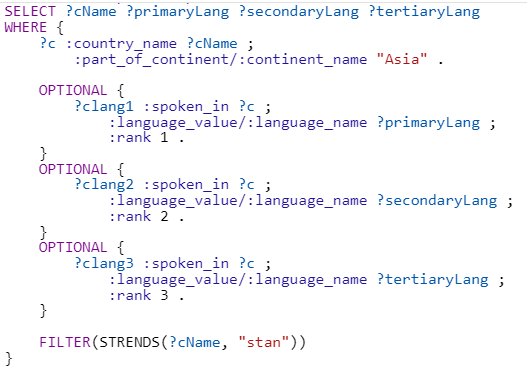 SELECT ?cName ?primaryLang ?secondaryLang ?tertiaryLang
WHERE {
    ?c :country_name ?cName ;
        :part_of_continent/:continent_name "Asia" .

    OPTIONAL {
        ?clang1 :spoken_in ?c ;
            :language_value/:language_name ?primaryLang ;
            :rank 1 .
    }
    OPTIONAL {
        ?clang2 :spoken_in ?c ;
            :language_value/:language_name ?secondaryLang ;
            :rank 2 .
    }
    OPTIONAL {
        ?clang3 :spoken_in ?c ;
            :language_value/:language_name ?tertiaryLang ;
            :rank 3 .
    }

    FILTER(STRENDS(?cName, "stan"))
}